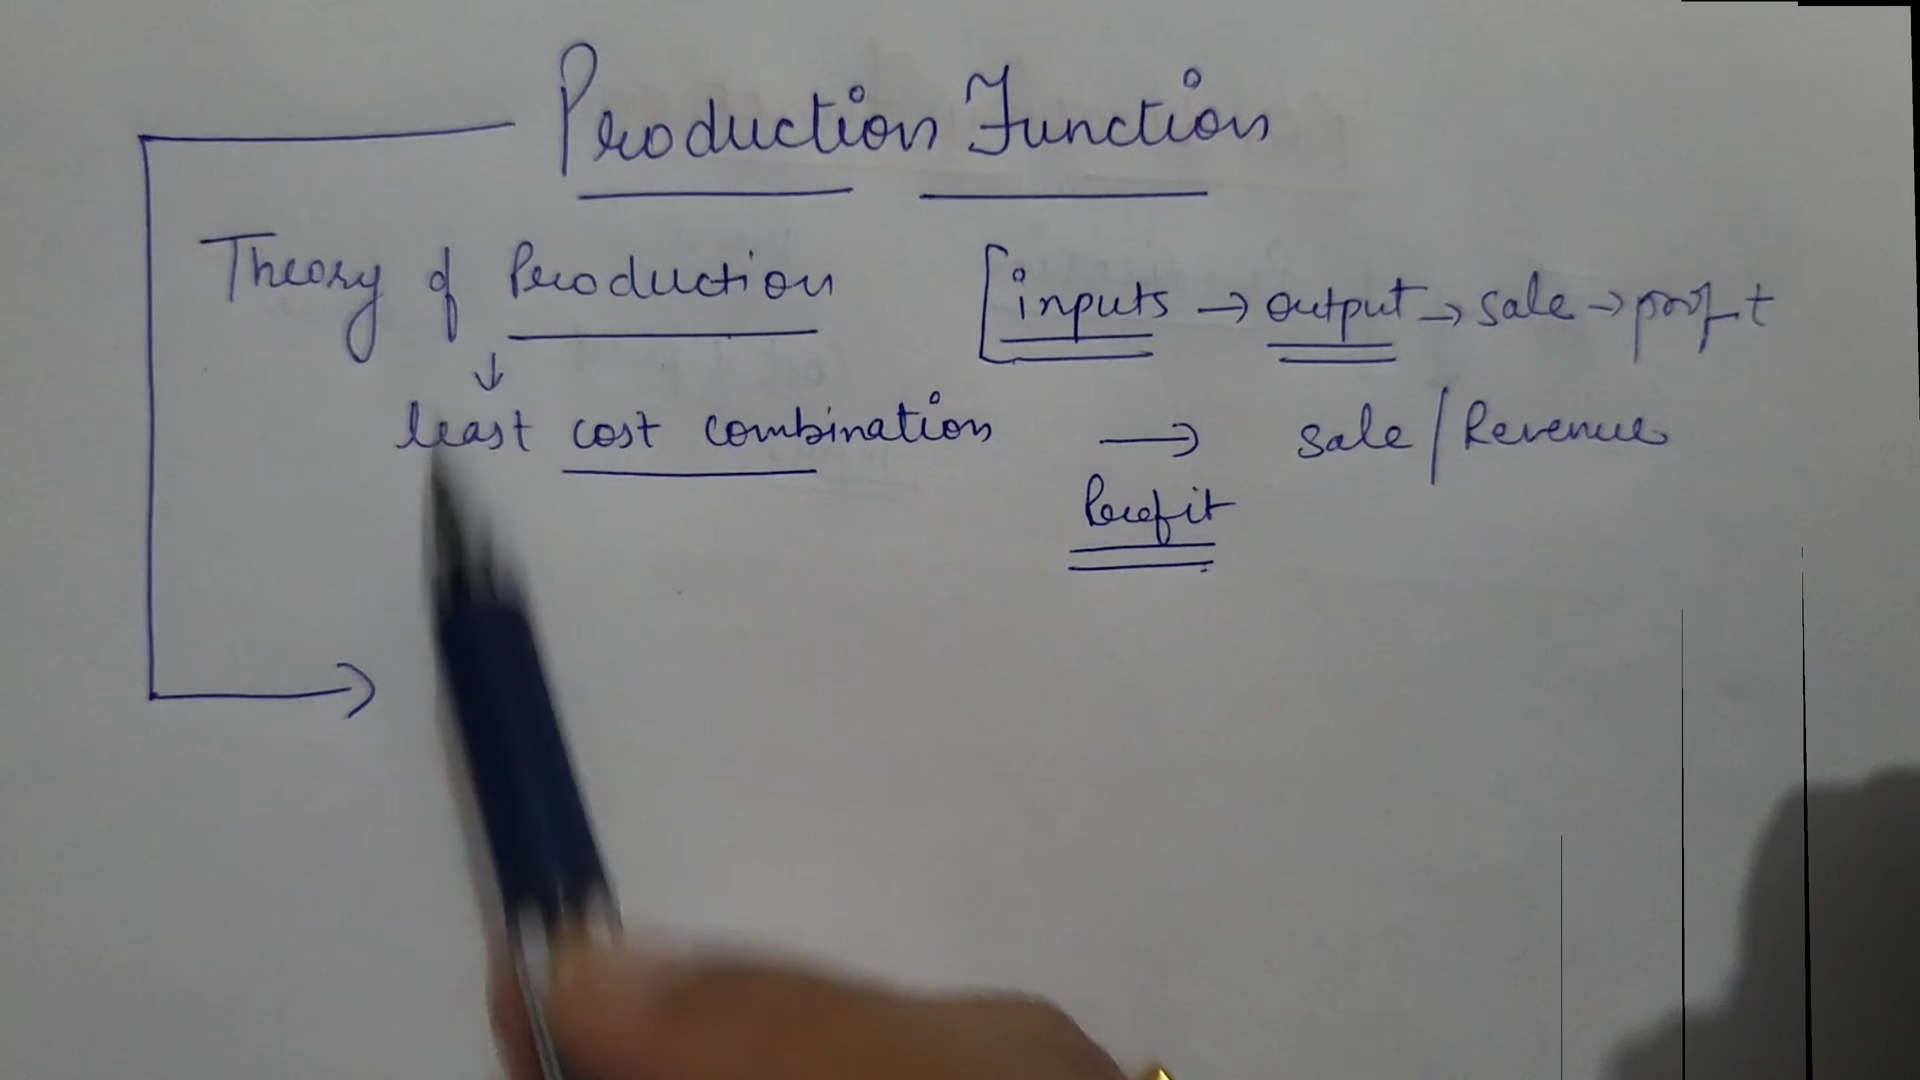 Production Function
Theory of Production [inputs → output → sale → profit
↓
least cost combination → sale / Revenue
Profit